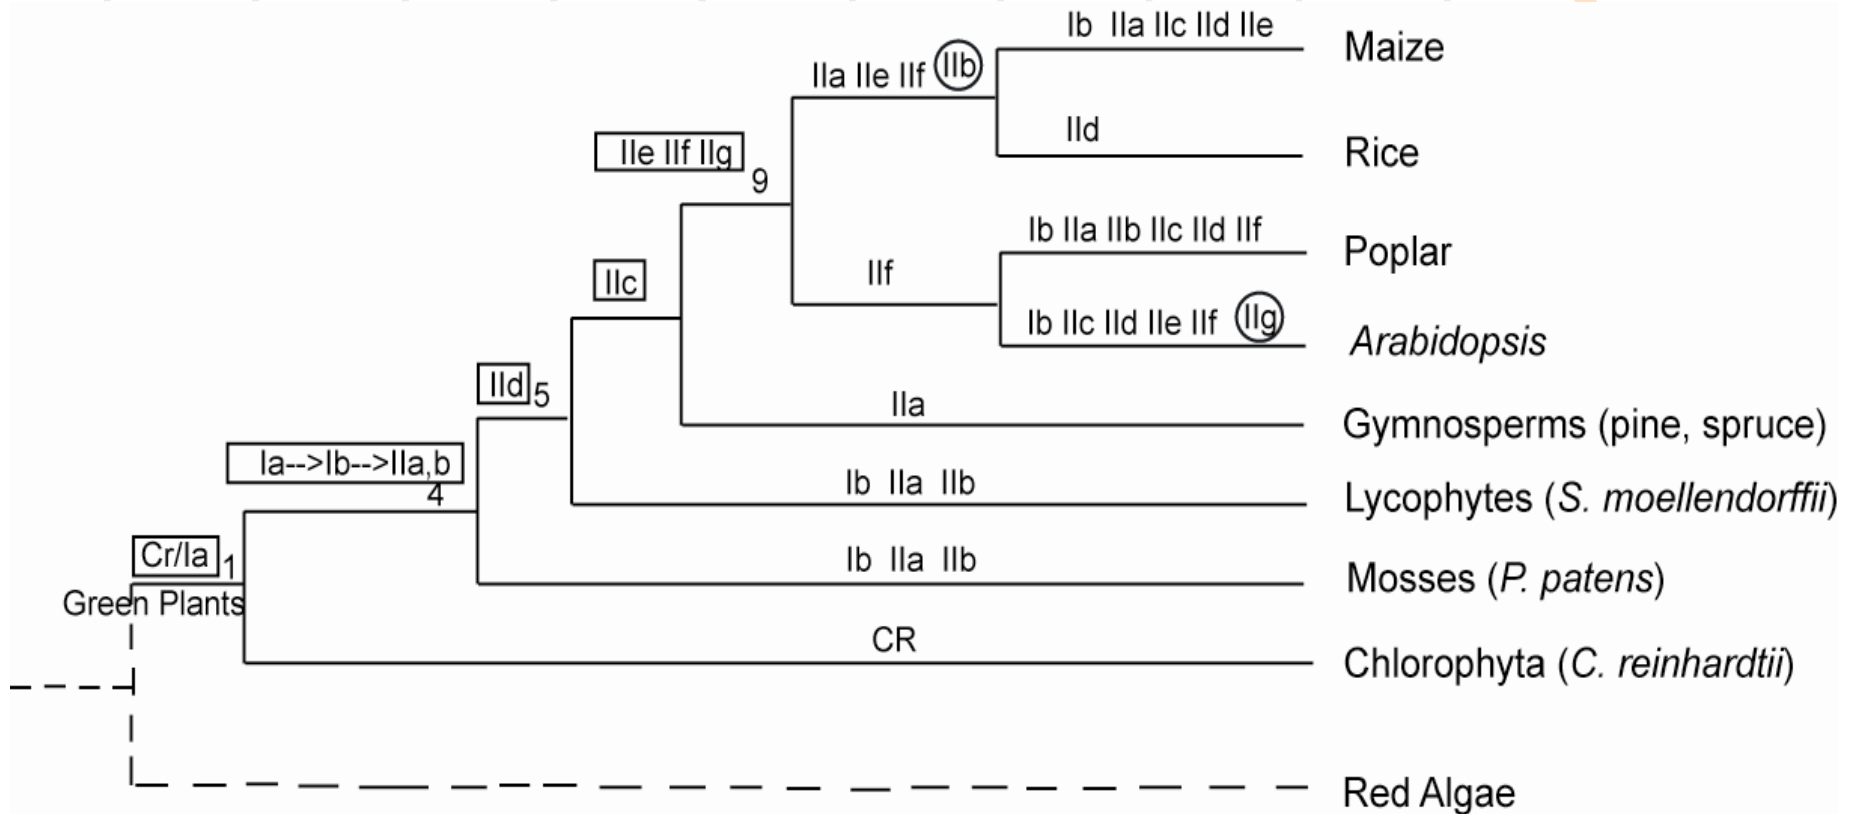 Ib IIa IIc IId IIe
Maize
IIa IIe IIf IIb
IId
Rice
IIe IIf IIg
9
Ib IIa IIb IIc IId IIf
Poplar
IIf
IIc
Ib IIc IId IIe IIf IIg
Arabidopsis
IId 5
IIa
Gymnosperms (pine, spruce)
Ia-->Ib-->IIa,b
4
Ib IIa IIb
Lycophytes (S. moellendorffii)
Cr/Ia 1
Ib IIa IIb
Mosses (P. patens)
Green Plants
CR
Chlorophyta (C. reinhardtii)
Red Algae